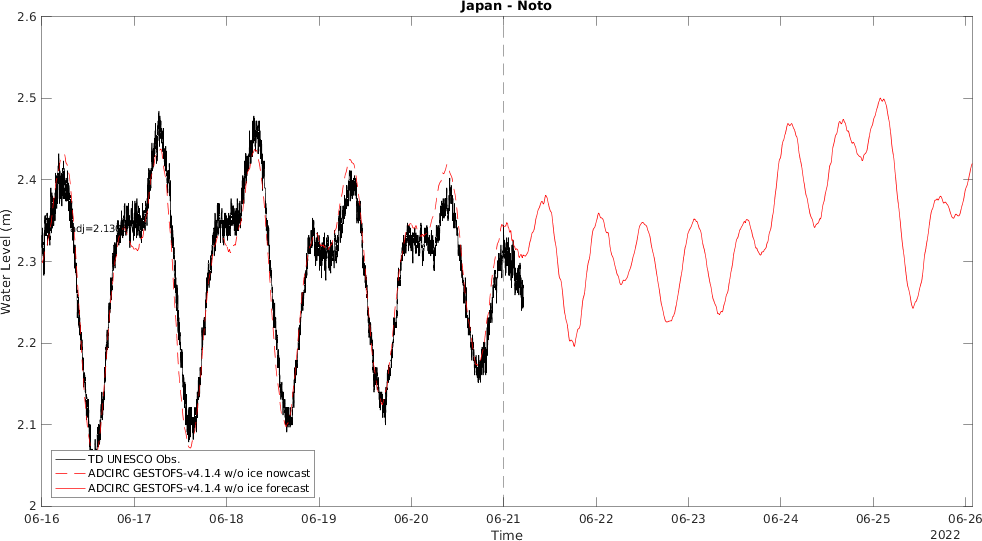 Japan - Noto
2.6
2.5
2.4
2.3
2.2
2.1
2
Water Level (m)
TD UNESCO Obs.
ADCIRC GESTOFS-v4.1.4 w/o ice nowcast
ADCIRC GESTOFS-v4.1.4 w/o ice forecast
06-16 06-17 06-18 06-19 06-20 06-21 06-22 06-23 06-24 06-25 06-26
Time
2022